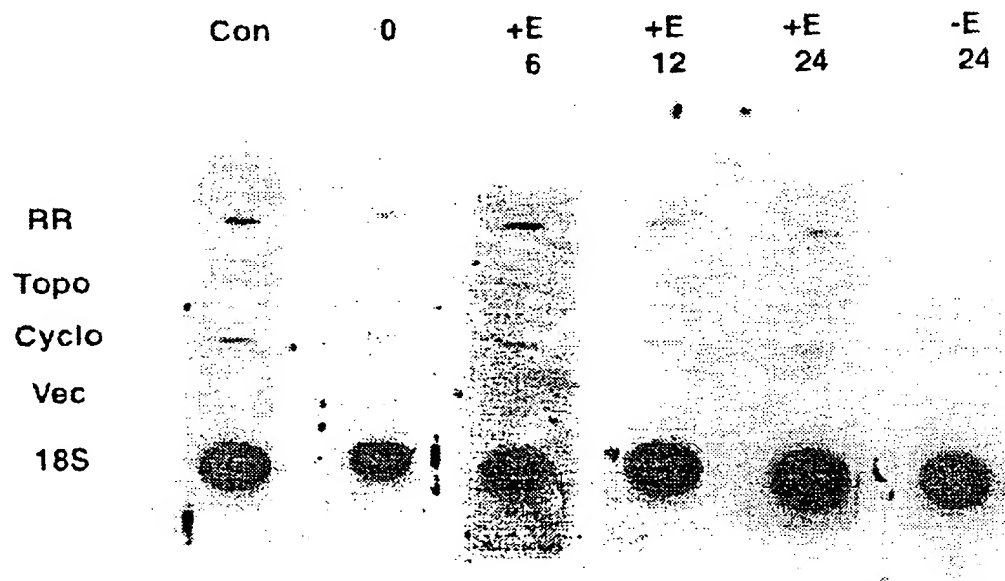 Con 0 +E +E +E -E
6 12 24 24
RR
Topo
Cyclo
Vec
18S